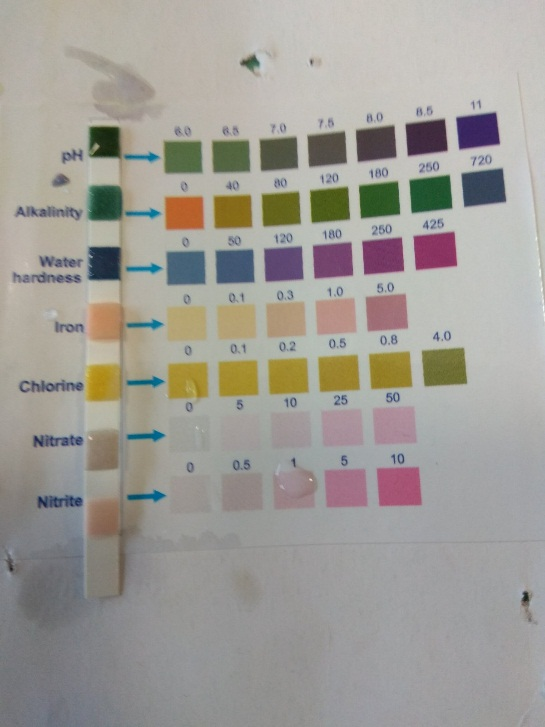 6.0 6.5 7.0 7.5 8.0 8.5 11
pH
0 40 80 120 180 250 720
Alkalinity
0 50 120 180 250 425
Water
hardness
0 0.1 0.3 1.0 5.0
Iron
0 0.1 0.2 0.5 0.8 4.0
Chlorine
0 5 10 25 50
Nitrate
0 0.5 1 5 10
Nitrite